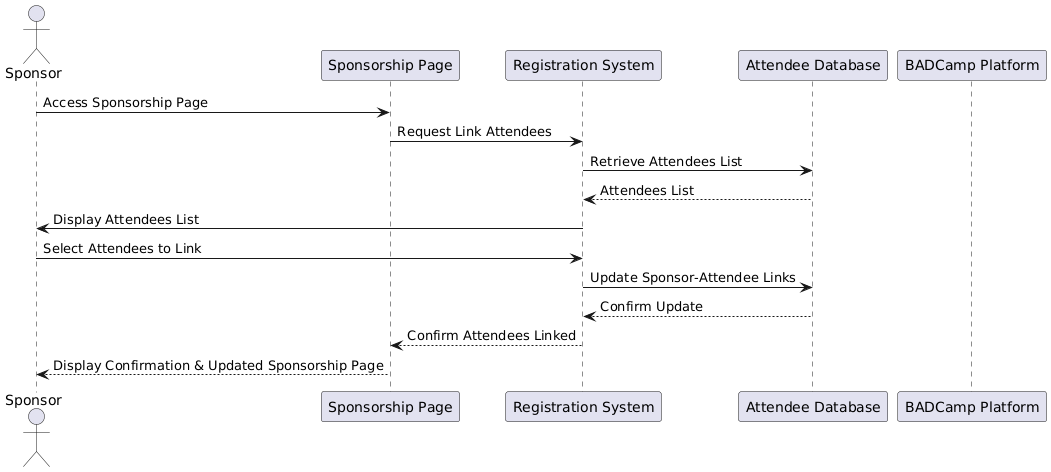 Sponsor
Sponsorship Page
Registration System
Attendee Database
BADCamp Platform
Access Sponsorship Page
Request Link Attendees
Retrieve Attendees List
Attendees List
Display Attendees List
Select Attendees to Link
Update Sponsor-Attendee Links
Confirm Update
Confirm Attendees Linked
Display Confirmation & Updated Sponsorship Page
Sponsor
Sponsorship Page
Registration System
Attendee Database
BADCamp Platform